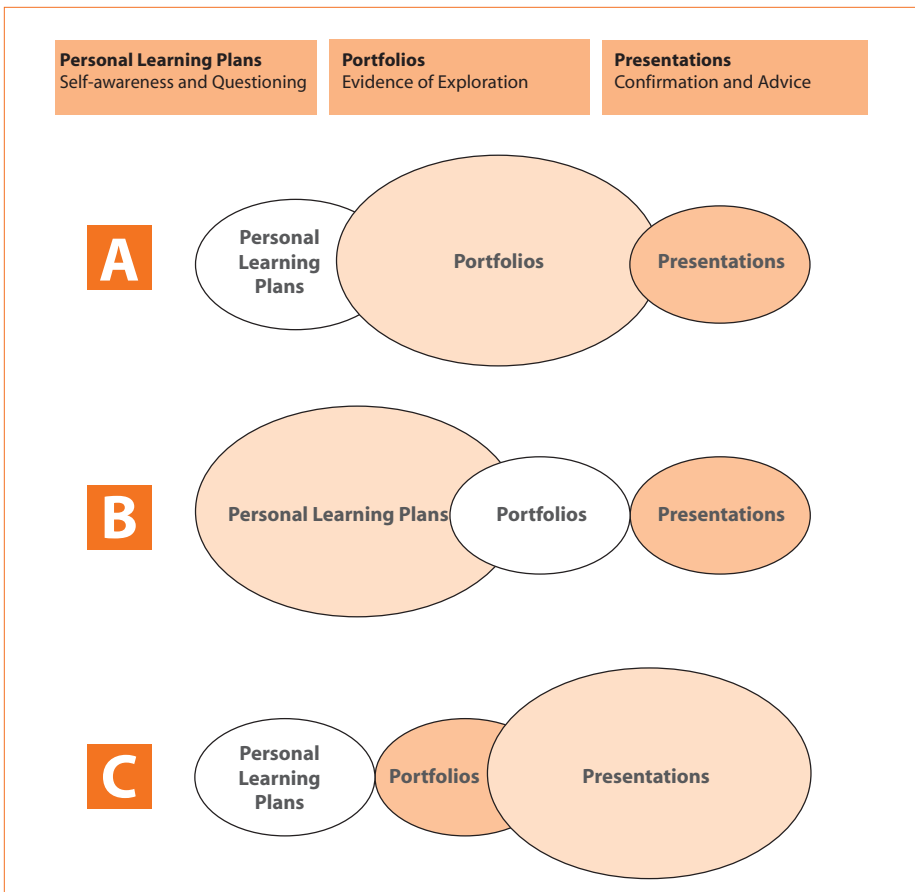 Personal Learning Plans
Self-awareness and Questioning
Portfolios
Evidence of Exploration
Presentations
Confirmation and Advice
A
Personal
Learning
Plans
Portfolios
Presentations
B
Personal Learning Plans
Portfolios
Presentations
C
Personal
Learning
Plans
Portfolios
Presentations